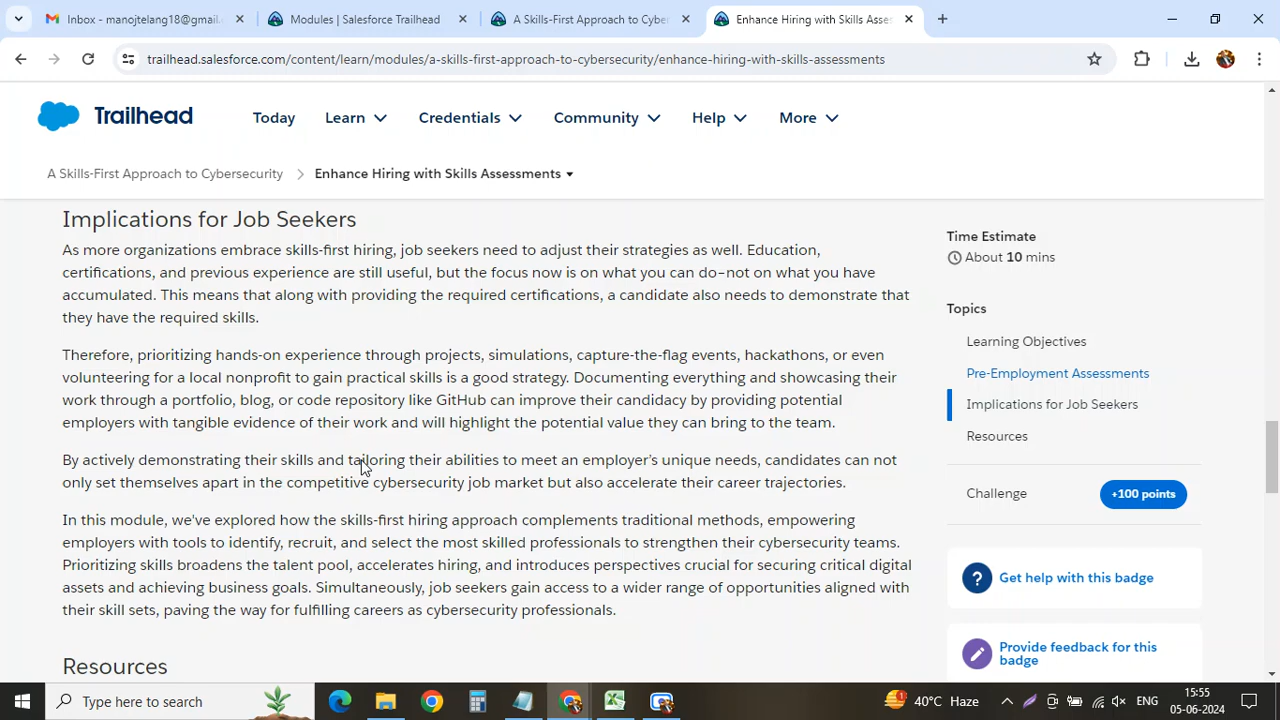 Inbox - manojtelang18@gmail.
Modules | Salesforce Trailhead
A Skills-First Approach to Cyber
Enhance Hiring with Skills Asses
trailhead.salesforce.com/content/learn/modules/a-skills-first-approach-to-cybersecurity/enhance-hiring-with-skills-assessments
Trailhead
Today Learn Credentials Community Help More
A Skills-First Approach to Cybersecurity
Enhance Hiring with Skills Assessments
Implications for Job Seekers
As more organizations embrace skills-first hiring, job seekers need to adjust their strategies as well. Education,
certifications, and previous experience are still useful, but the focus now is on what you can do–not on what you have
accumulated. This means that along with providing the required certifications, a candidate also needs to demonstrate that
they have the required skills.
Therefore, prioritizing hands-on experience through projects, simulations, capture-the-flag events, hackathons, or even
volunteering for a local nonprofit to gain practical skills is a good strategy. Documenting everything and showcasing their
work through a portfolio, blog, or code repository like GitHub can improve their candidacy by providing potential
employers with tangible evidence of their work and will highlight the potential value they can bring to the team.
By actively demonstrating their skills and tailoring their abilities to meet an employer's unique needs, candidates can not
only set themselves apart in the competitive cybersecurity job market but also accelerate their career trajectories.
In this module, we've explored how the skills-first hiring approach complements traditional methods, empowering
employers with tools to identify, recruit, and select the most skilled professionals to strengthen their cybersecurity teams.
Prioritizing skills broadens the talent pool, accelerates hiring, and introduces perspectives crucial for securing critical digital
assets and achieving business goals. Simultaneously, job seekers gain access to a wider range of opportunities aligned with
their skill sets, paving the way for fulfilling careers as cybersecurity professionals.
Resources
Time Estimate
About 10 mins
Topics
Learning Objectives
Pre-Employment Assessments
Implications for Job Seekers
Resources
Challenge
+100 points
Get help with this badge
Provide feedback for this
badge
Type here to search
1
40°C Haze
ENG
15:55
05-06-2024